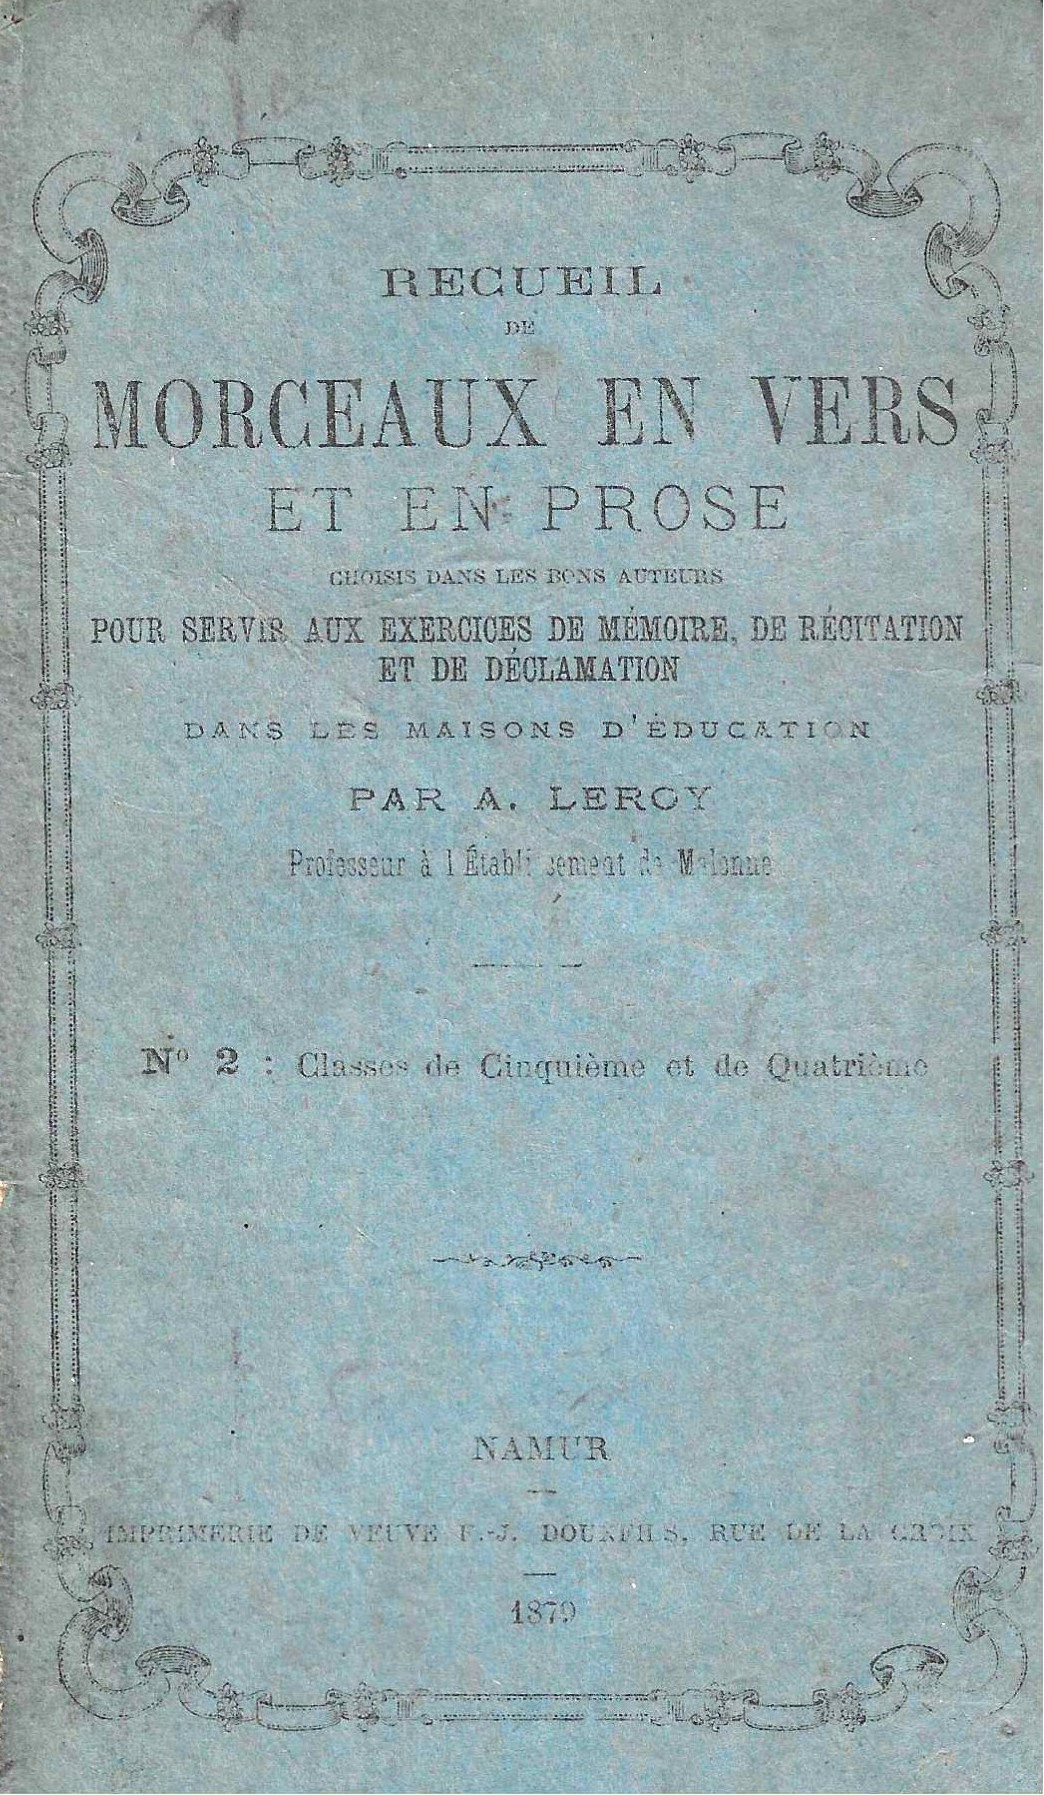 RECUEIL
DE
MORCEAUX EN VERS
ET EN PROSE
CHOISIS DANS LES BONS AUTEURS
POUR SERVIR AUX EXERCICES DE MÉMOIRE, DE RÉCITATION
ET DE DÉCLAMATION
DANS LES MAISONS D'ÉDUCATION
PAR A. LEROY
Professeur à l'Établissement de Malonne
Nº 2 : Classes de Cinquième et de Quatrième
NAMUR
IMPRIMERIE DE VEUVE F.-J. DOUXFILS, RUE DE LA CROIX
1879